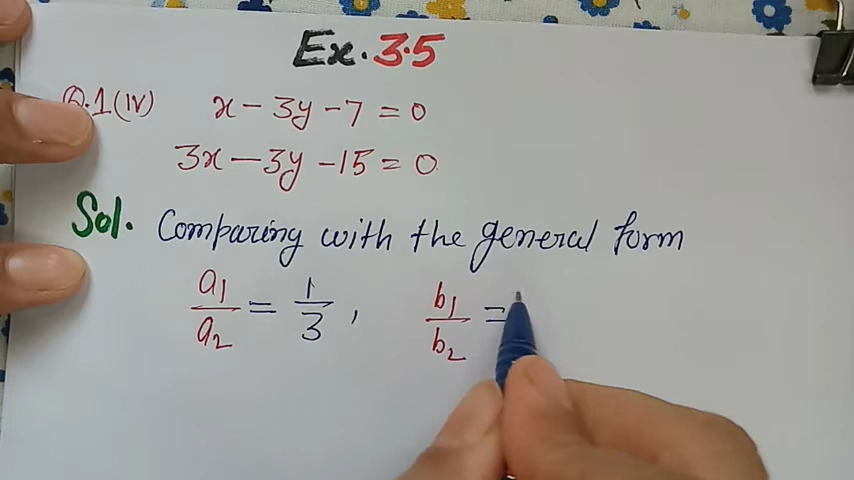 Ex. 3.5
Q.1(iv) x - 3y - 7 = 0
3x - 3y - 15 = 0
Sol. Comparing with the general form
a₁/a₂ = 1/3 , b₁/b₂ =